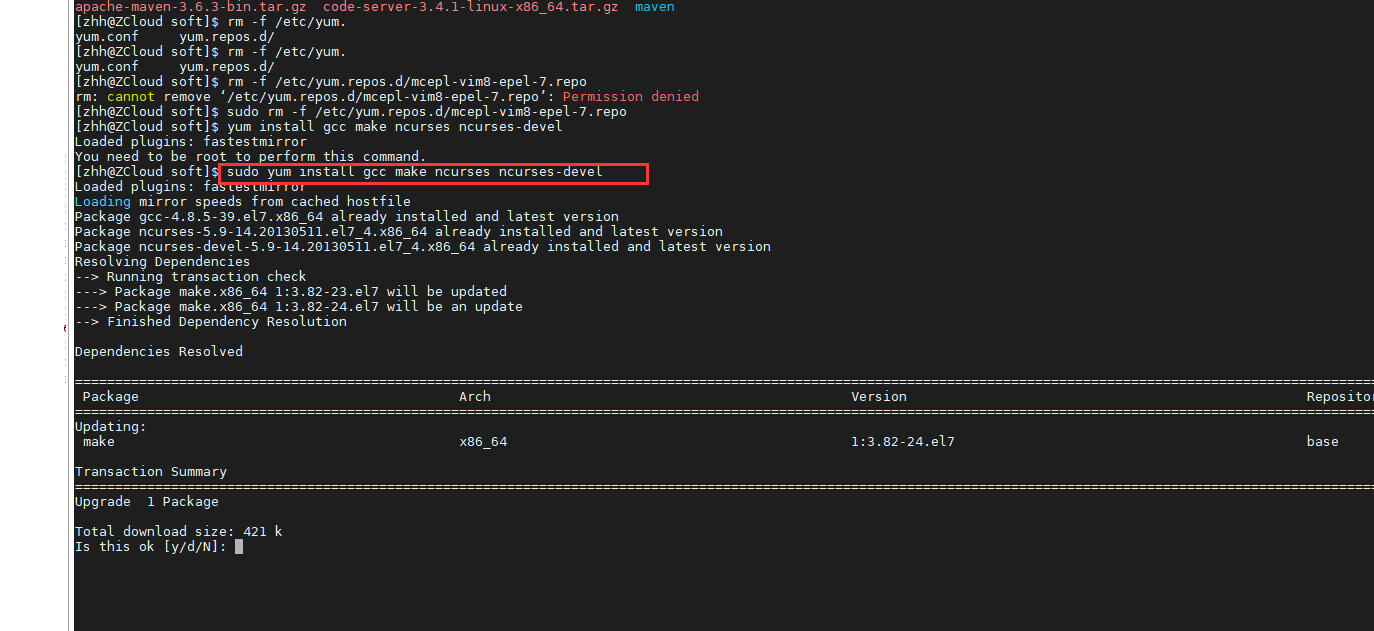 apache-maven-3.6.3-bin.tar.gz  code-server-3.4.1-linux-x86_64.tar.gz  maven
[zhh@ZCloud soft]$ rm -f /etc/yum.
yum.conf     yum.repos.d/
[zhh@ZCloud soft]$ rm -f /etc/yum.
yum.conf     yum.repos.d/
[zhh@ZCloud soft]$ rm -f /etc/yum.repos.d/mcepl-vim8-epel-7.repo
rm: cannot remove ‘/etc/yum.repos.d/mcepl-vim8-epel-7.repo’: Permission denied
[zhh@ZCloud soft]$ sudo rm -f /etc/yum.repos.d/mcepl-vim8-epel-7.repo
[zhh@ZCloud soft]$ yum install gcc make ncurses ncurses-devel
Loaded plugins: fastestmirror
You need to be root to perform this command.
[zhh@ZCloud soft]$ sudo yum install gcc make ncurses ncurses-devel
Loaded plugins: fastestmirror
Loading mirror speeds from cached hostfile
Package gcc-4.8.5-39.el7.x86_64 already installed and latest version
Package ncurses-5.9-14.20130511.el7_4.x86_64 already installed and latest version
Package ncurses-devel-5.9-14.20130511.el7_4.x86_64 already installed and latest version
Resolving Dependencies
--> Running transaction check
---> Package make.x86_64 1:3.82-23.el7 will be updated
---> Package make.x86_64 1:3.82-24.el7 will be an update
--> Finished Dependency Resolution
Dependencies Resolved
Package  Arch  Version  Reposito
Updating:
make  x86_64  1:3.82-24.el7  base
Transaction Summary
Upgrade  1 Package
Total download size: 421 k
Is this ok [y/d/N]: